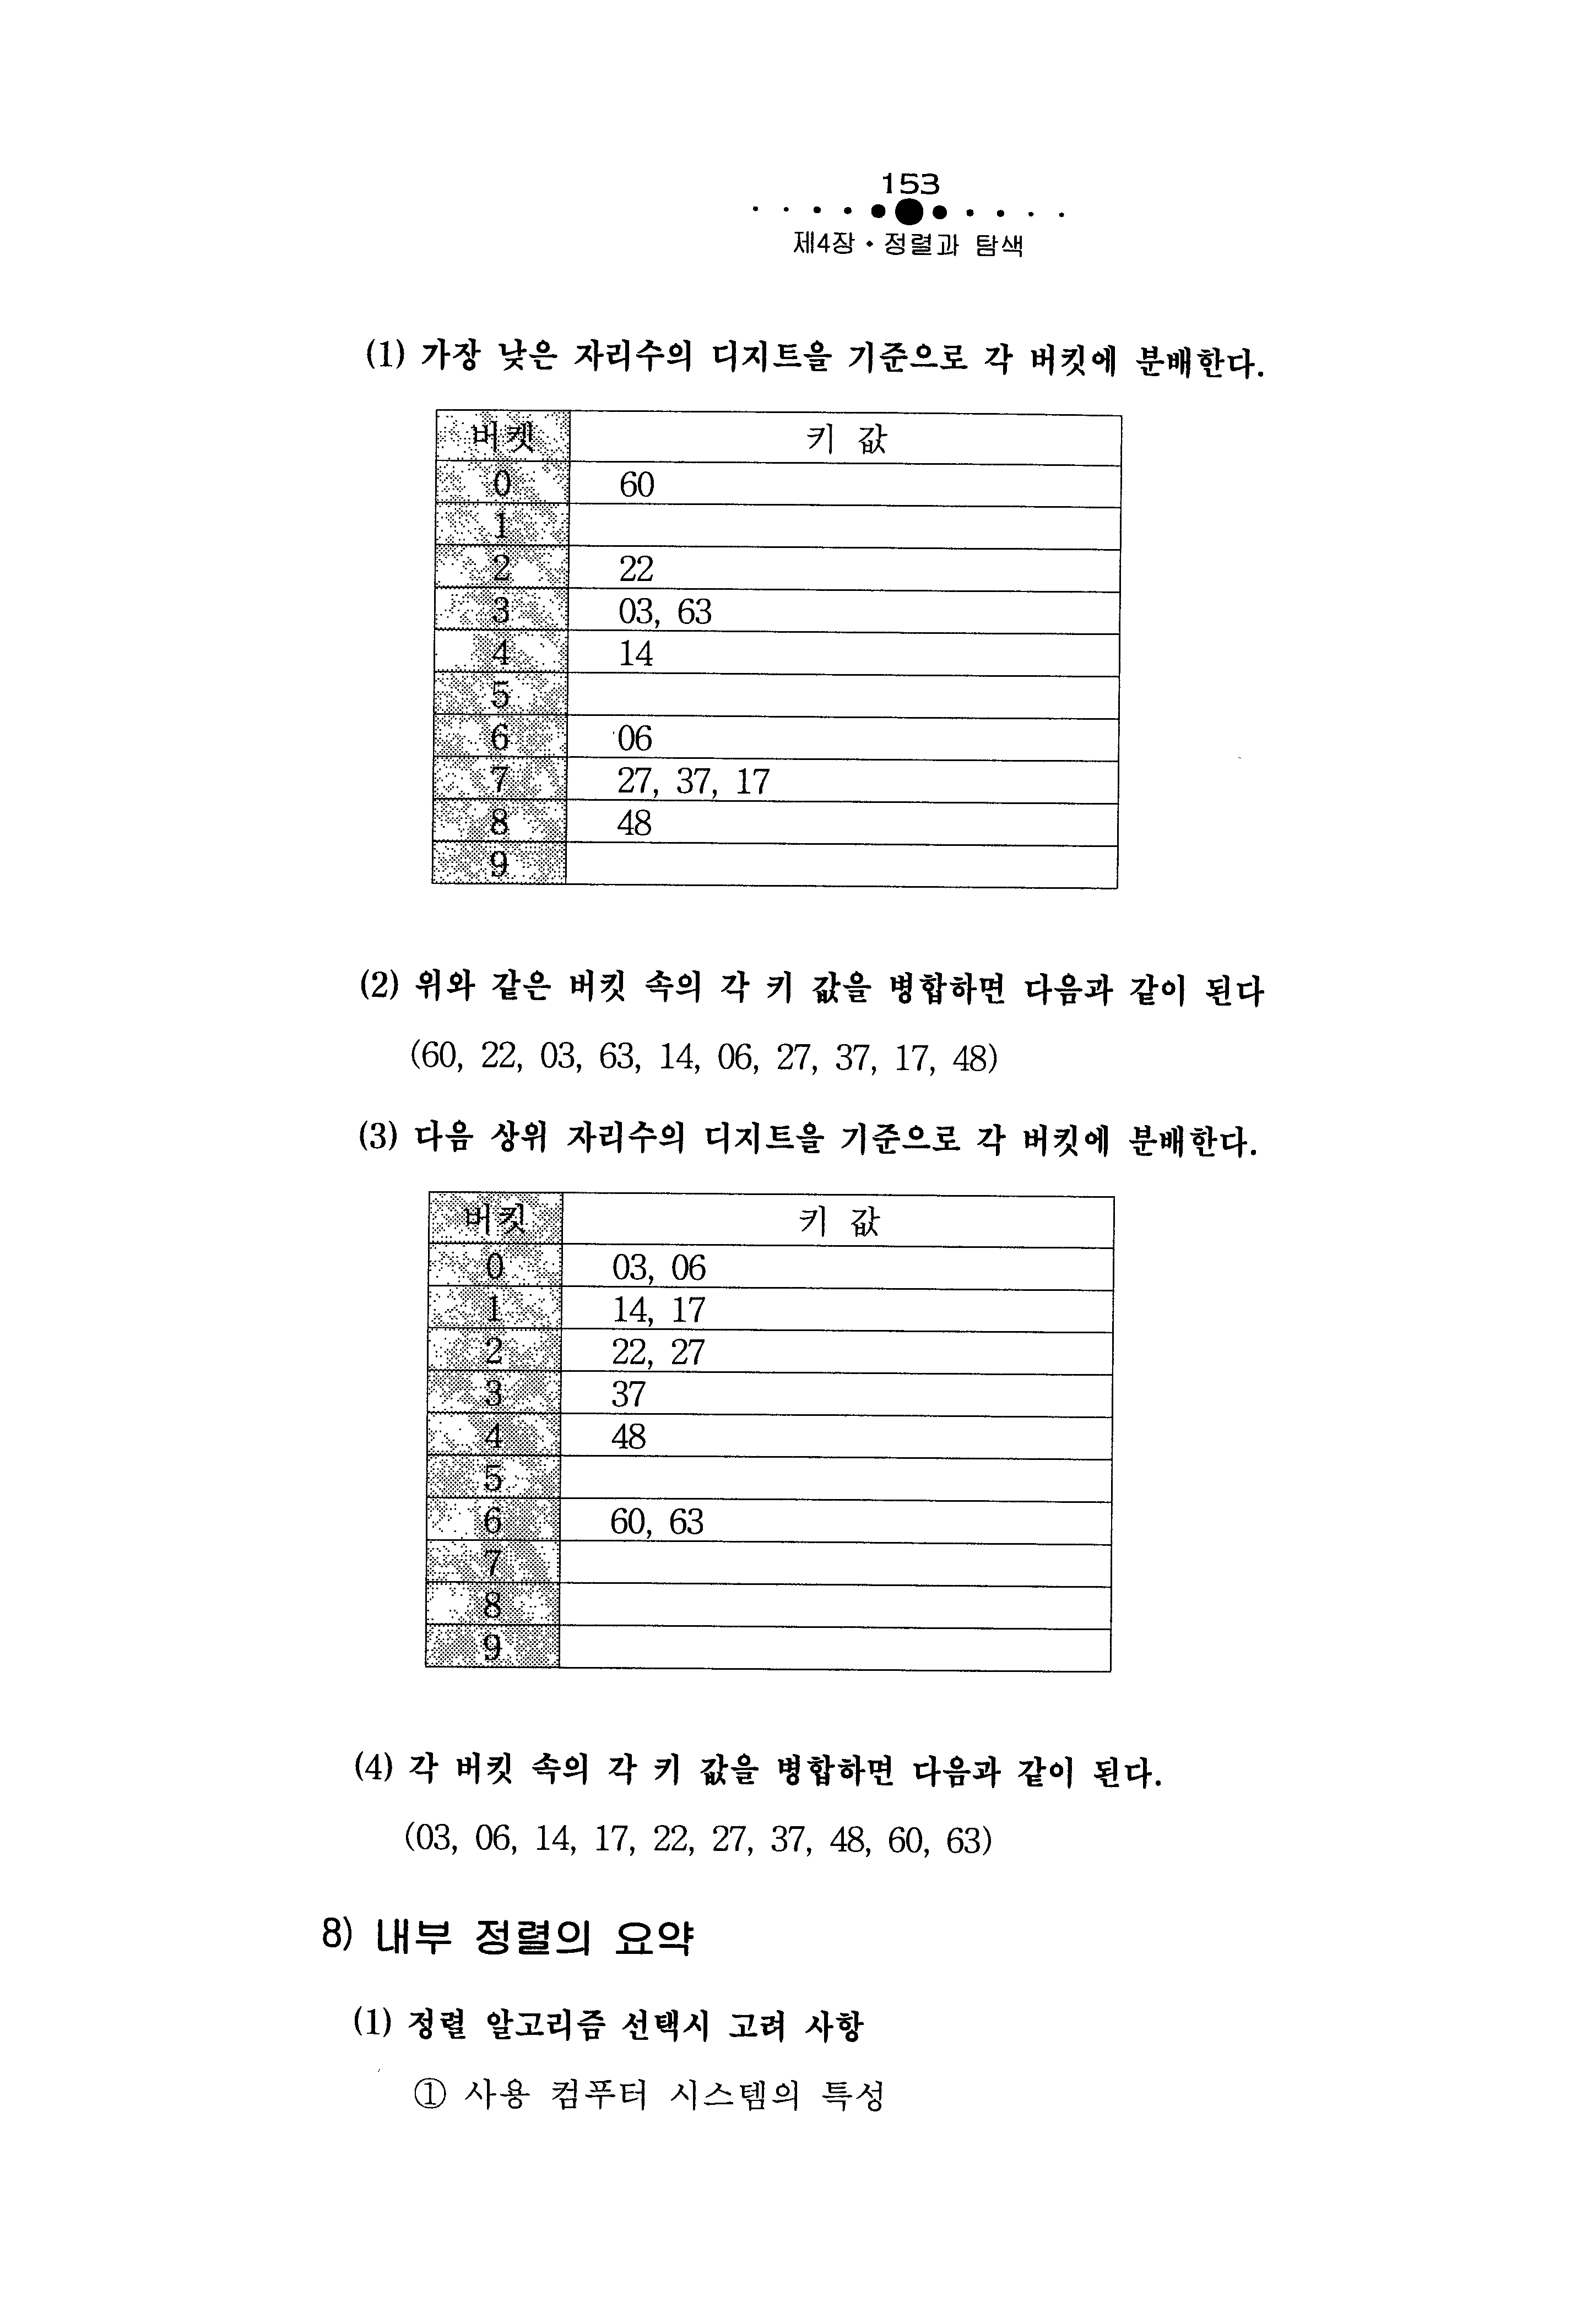 153
제4장 • 정렬과 탐색
(1) 가장 낮은 자리수의 디지트을 기준으로 각 버킷에 분배한다.
버켓 키 값
0 60
1
2 22
3 03, 63
4 14
5
6 06
7 27, 37, 17
8 48
9
(2) 위와 같은 버킷 속의 각 키 값을 병합하면 다음과 같이 된다
(60, 22, 03, 63, 14, 06, 27, 37, 17, 48)
(3) 다음 상위 자리수의 디지트을 기준으로 각 버킷에 분배한다.
버킷 키 값
0 03, 06
1 14, 17
2 22, 27
3 37
4 48
5
6 60, 63
7
8
9
(4) 각 버킷 속의 각 키 값을 병합하면 다음과 같이 된다.
(03, 06, 14, 17, 22, 27, 37, 48, 60, 63)
8) 내부 정렬의 요약
(1) 정렬 알고리즘 선택시 고려 사항
① 사용 컴퓨터 시스템의 특성